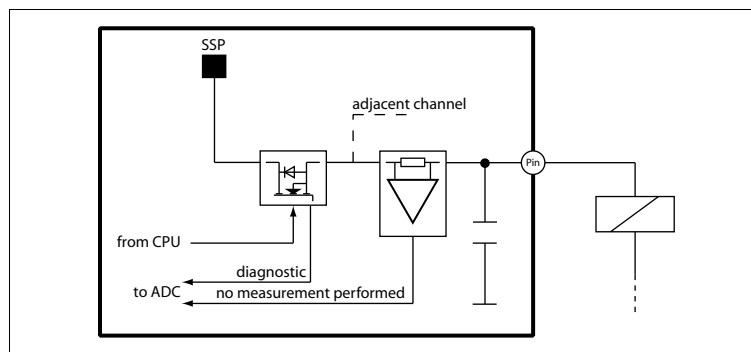 SSP
adjacent channel
Pin
from CPU
diagnostic
to ADC
no measurement performed